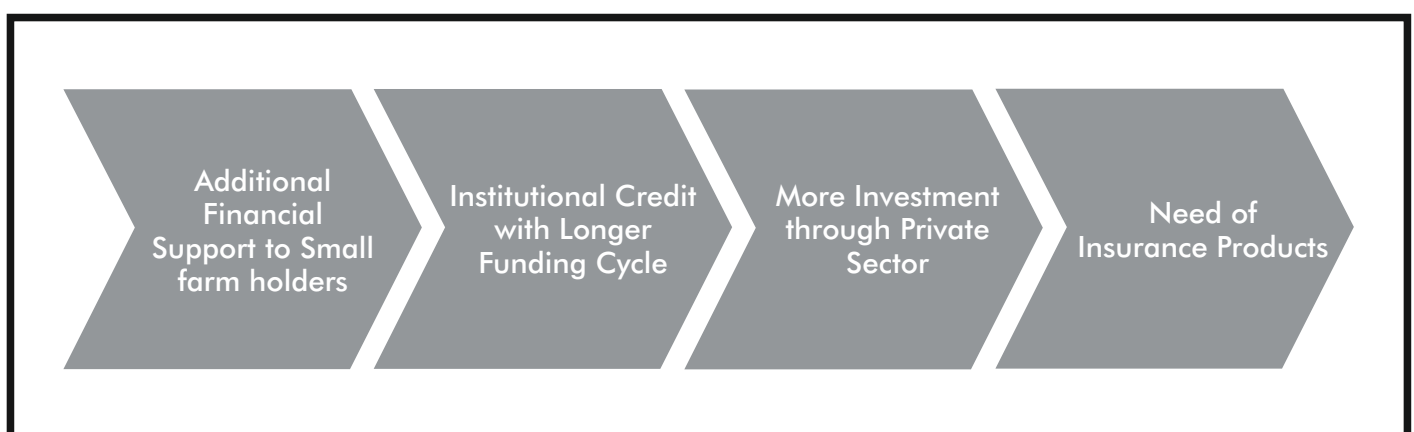 Additional
Financial
Support to Small
farm holders
Institutional Credit
with Longer
Funding Cycle
More Investment
through Private
Sector
Need of
Insurance Products